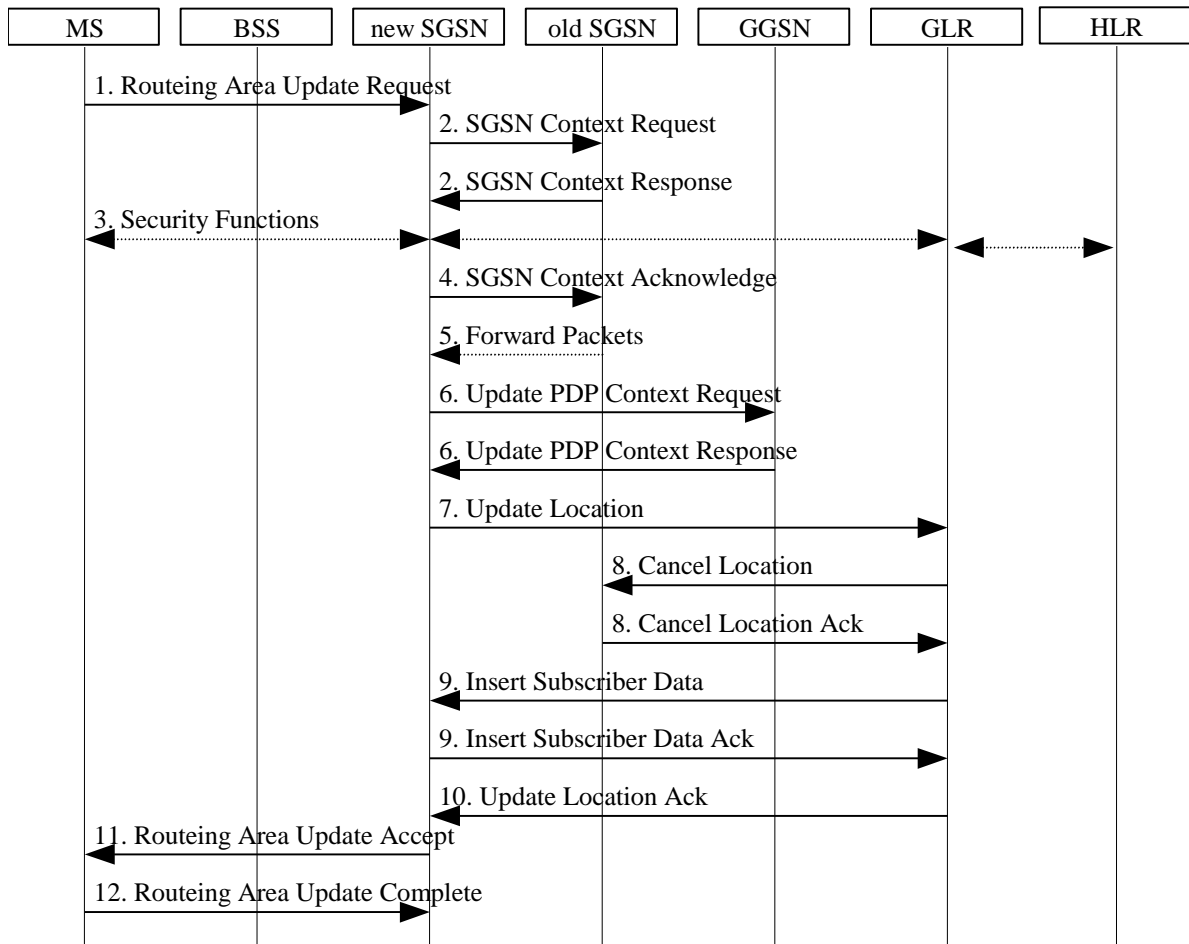 MS
BSS
new SGSN
old SGSN
GGSN
GLR
HLR
1. Routeing Area Update Request
2. SGSN Context Request
2. SGSN Context Response
3. Security Functions
4. SGSN Context Acknowledge
5. Forward Packets
6. Update PDP Context Request
6. Update PDP Context Response
7. Update Location
8. Cancel Location
8. Cancel Location Ack
9. Insert Subscriber Data
9. Insert Subscriber Data Ack
10. Update Location Ack
11. Routeing Area Update Accept
12. Routeing Area Update Complete